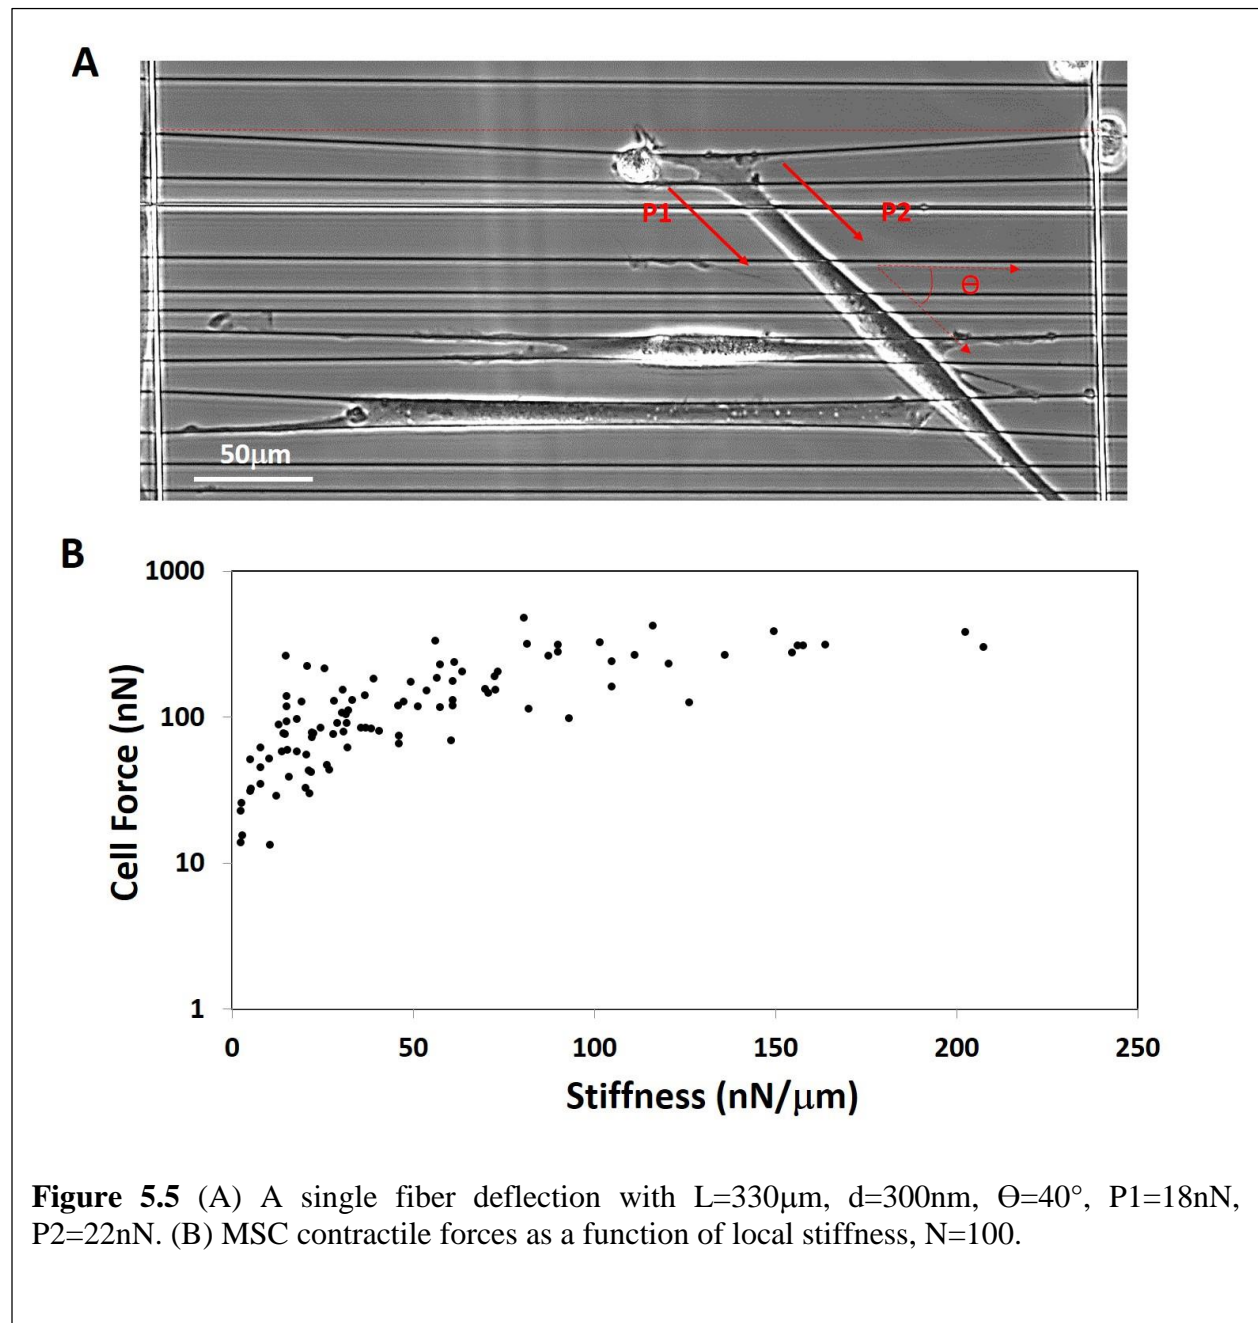 A
P1
P2
Ө
50μm
B
1000
100
10
1
Cell Force (nN)
0 50 100 150 200 250
Stiffness (nN/μm)
Figure 5.5 (A) A single fiber deflection with L=330μm, d=300nm, Ө=40°, P1=18nN,
P2=22nN. (B) MSC contractile forces as a function of local stiffness, N=100.